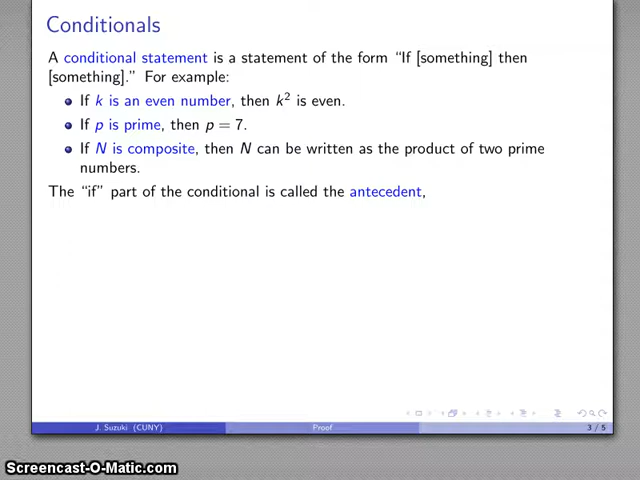 Conditionals
A conditional statement is a statement of the form “If [something] then
[something].” For example:
If k is an even number, then k² is even.
If p is prime, then p = 7.
If N is composite, then N can be written as the product of two prime
numbers.
The “if” part of the conditional is called the antecedent,
J. Suzuki (CUNY) Proof 3 / 5
Screencast-O-Matic.com